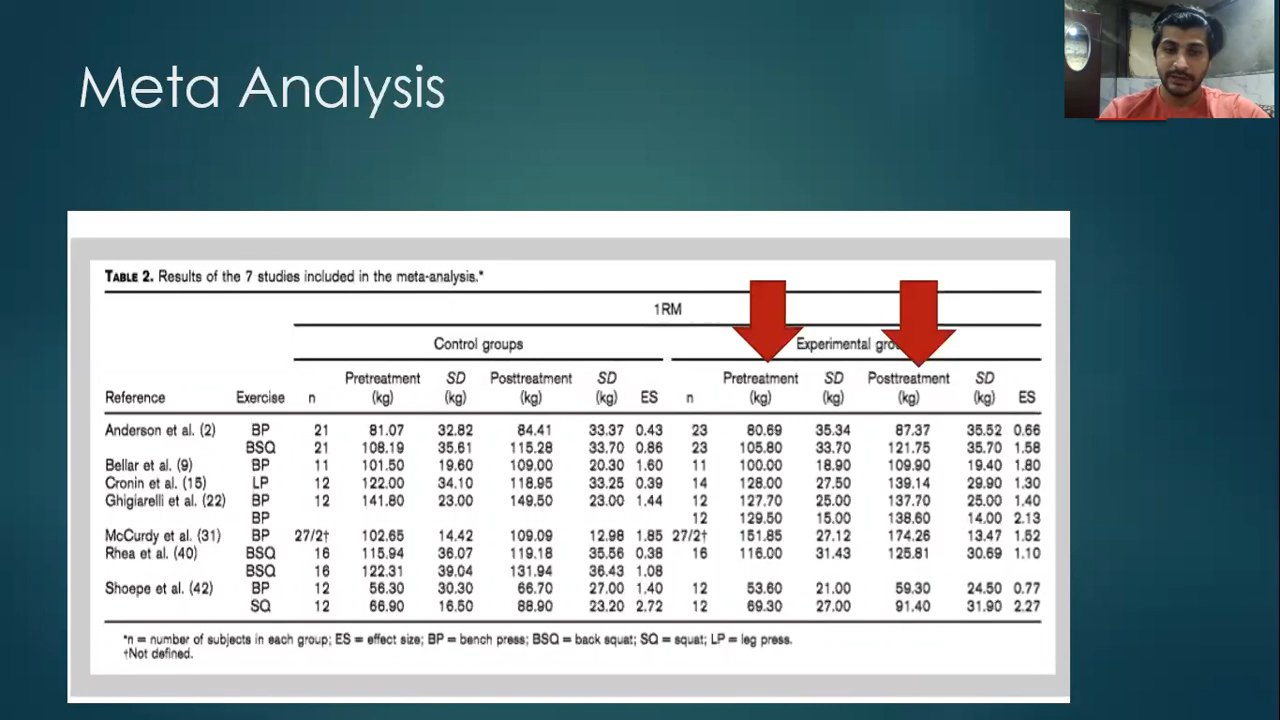 Meta Analysis
TABLE 2. Results of the 7 studies included in the meta-analysis.*
1RM
Control groups Experimental
Pretreatment SD Posttreatment SD Pretreatment SD Posttreatment SD
Reference Exercise n (kg) (kg) (kg) (kg) ES n (kg) (kg) (kg) (kg) ES
Anderson et al. (2) BP 21 81.07 32.82 84.41 33.37 0.43 23 80.69 35.34 87.37 35.52 0.66
BSQ 21 108.19 35.61 115.28 33.70 0.86 23 105.80 33.70 121.75 35.70 1.58
Bellar et al. (9) BP 11 101.50 19.60 109.00 20.30 1.60 11 100.00 18.90 109.90 19.40 1.80
Cronin et al. (15) LP 12 122.00 34.10 118.95 33.25 0.39 14 128.00 27.50 139.14 29.90 1.30
Ghigiarelli et al. (22) BP 12 141.80 23.00 149.50 23.00 1.44 12 127.70 25.00 137.70 25.00 1.40
BP 12 129.50 15.00 138.60 14.00 2.13
McCurdy et al. (31) BP 27/2† 102.65 14.42 109.09 12.98 1.85 27/2† 151.85 27.12 174.26 13.47 1.52
Rhea et al. (40) BSQ 16 115.94 36.07 119.18 35.56 0.38 16 116.00 31.43 125.81 30.69 1.10
BSQ 16 122.31 39.04 131.94 36.43 1.08
Shoepe et al. (42) BP 12 56.30 30.30 66.70 27.00 1.40 12 53.60 21.00 59.30 24.50 0.77
SQ 12 66.90 16.50 88.90 23.20 2.72 12 69.30 27.00 91.40 31.90 2.27
*n = number of subjects in each group; ES = effect size; BP = bench press; BSQ = back squat; SQ = squat; LP = leg press.
†Not defined.